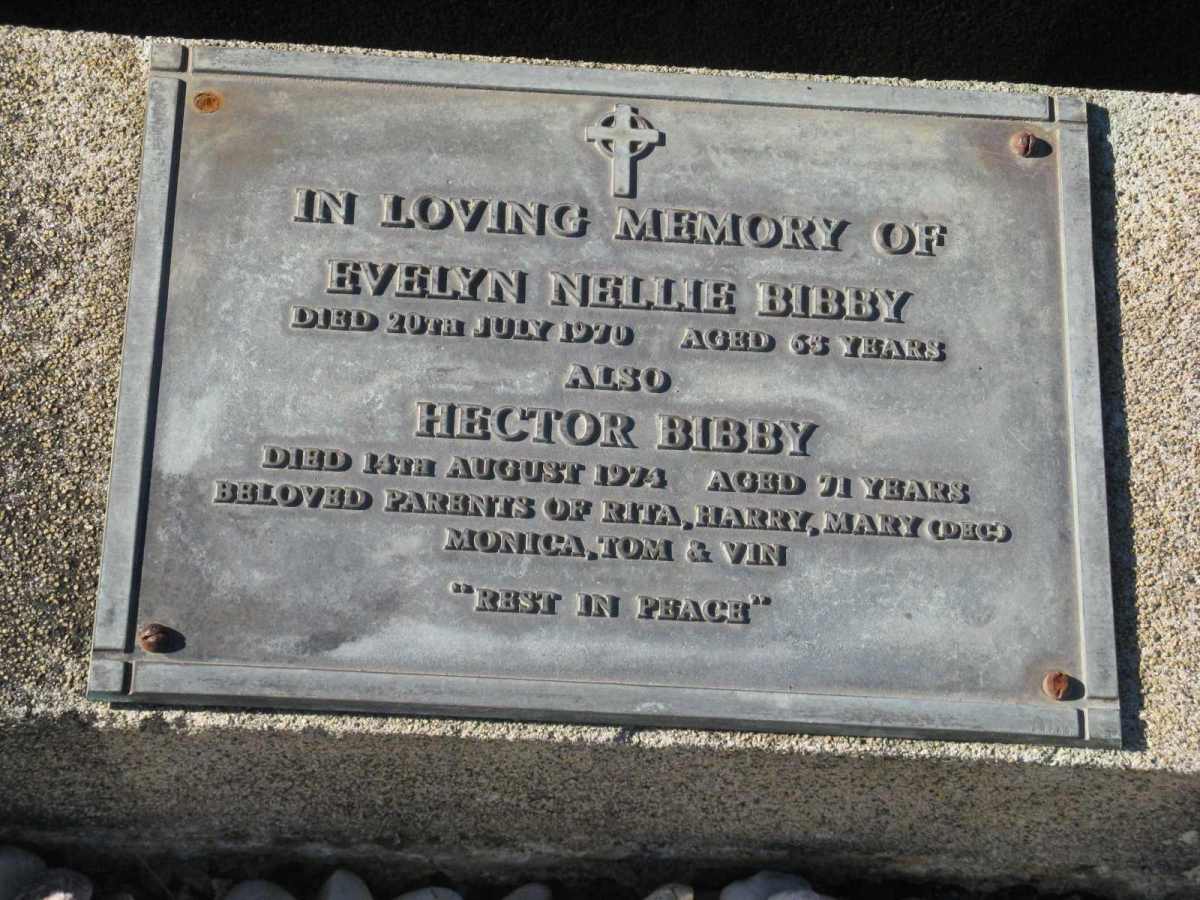 IN LOVING MEMORY OF
EVELYN NELLIE BIBBY
DIED 20TH JULY 1970 AGED 65 YEARS
ALSO
HECTOR BIBBY
DIED 14TH AUGUST 1974 AGED 71 YEARS
BELOVED PARENTS OF RITA, HARRY, MARY (DEC)
MONICA, TOM & VIN
"REST IN PEACE"